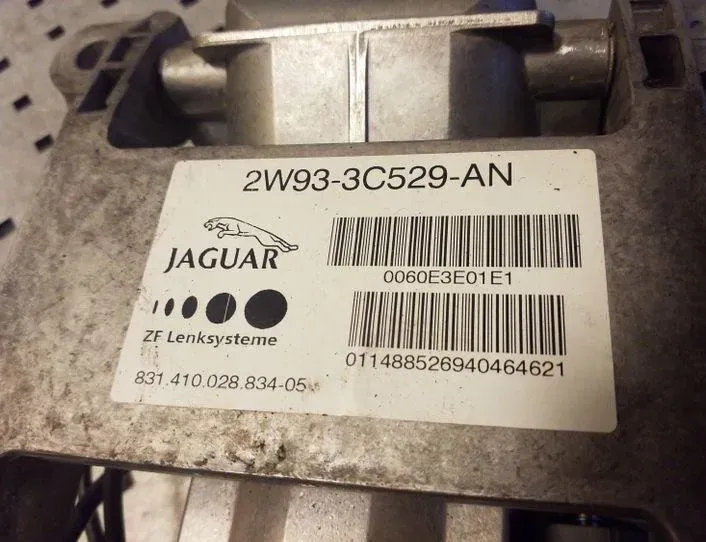 2W93-3C529-AN
JAGUAR
0060E3E01E1
ZF Lenksysteme
011488526940464621
831.410.028.834-05